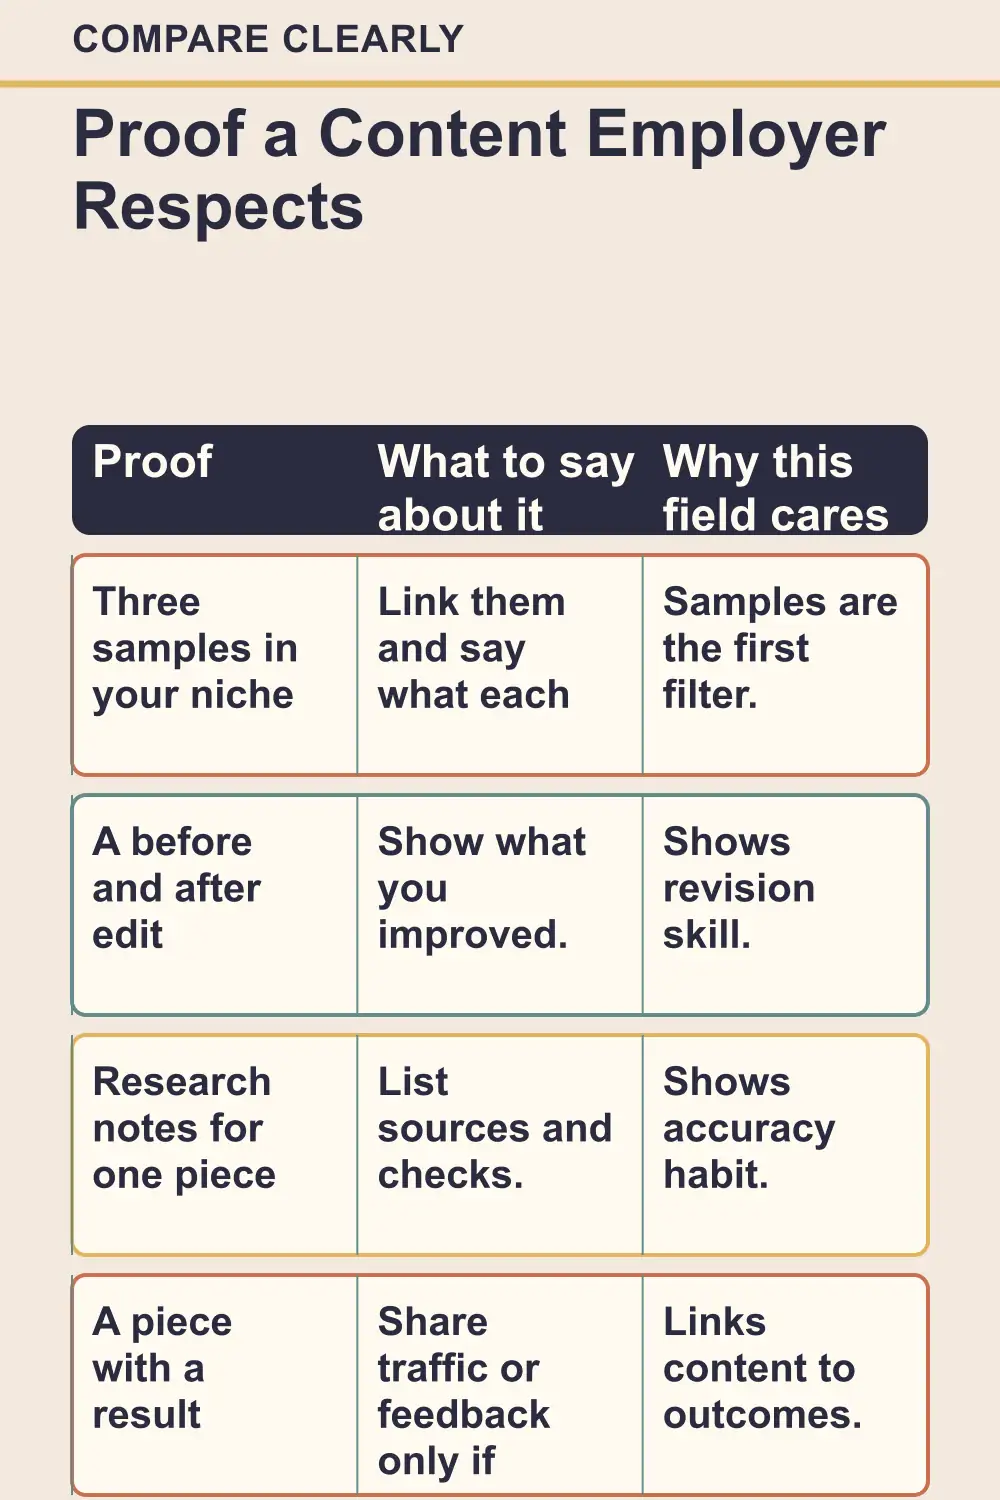 COMPARE CLEARLY
Proof a Content Employer
Respects
Proof
What to say
about it
Why this
field cares
Three
samples in
your niche
Link them
and say
what each
Samples are
the first
filter.
A before
and after
edit
Show what
you
improved.
Shows
revision
skill.
Research
notes for
one piece
List
sources and
checks.
Shows
accuracy
habit.
A piece
with a
result
Share
traffic or
feedback
only if
Links
content to
outcomes.